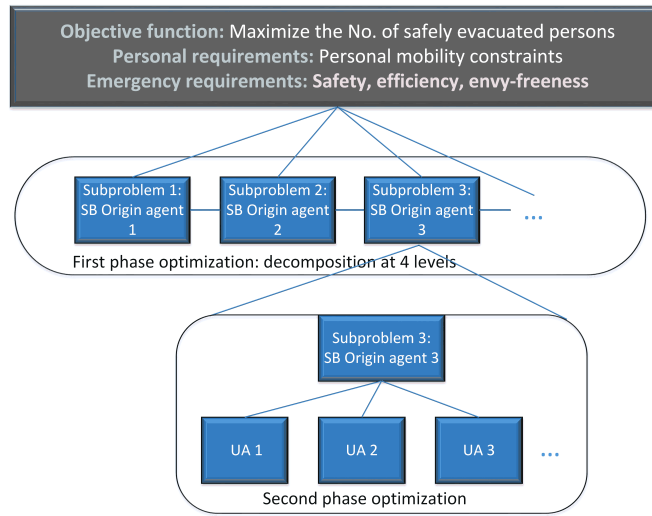 Objective function: Maximize the No. of safely evacuated persons
Personal requirements: Personal mobility constraints
Emergency requirements: Safety, efficiency, envy-freeness
Subproblem 1:
SB Origin agent
1
Subproblem 2:
SB Origin agent
2
Subproblem 3:
SB Origin agent
3
...
First phase optimization: decomposition at 4 levels
Subproblem 3:
SB Origin agent 3
UA 1
UA 2
UA 3
...
Second phase optimization